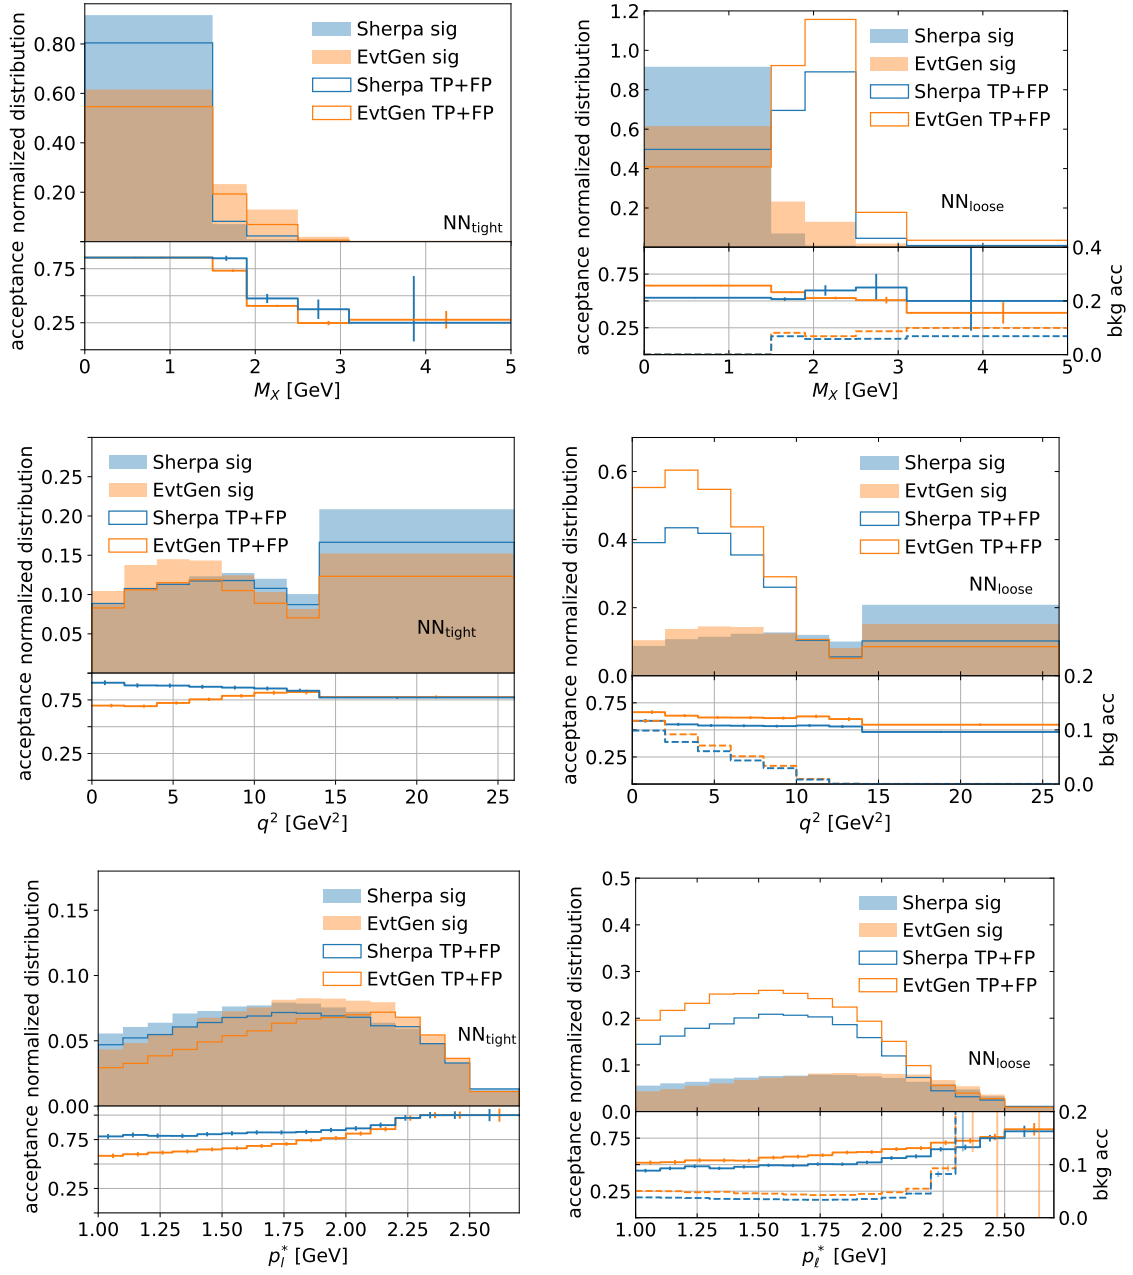 acceptance normalized distribution
0.80
0.60
0.40
0.20
Sherpa sig
EvtGen sig
Sherpa TP+FP
EvtGen TP+FP
NN_tight
0.75
0.25
0 1 2 3 4 5
M_X [GeV]
acceptance normalized distribution
1.2
1.0
0.8
0.6
0.4
0.2
Sherpa sig
EvtGen sig
Sherpa TP+FP
EvtGen TP+FP
NN_loose
0.75
0.25
0.4
0.2
0.0
bkg acc
0 1 2 3 4 5
M_X [GeV]
acceptance normalized distribution
0.25
0.20
0.15
0.10
0.05
Sherpa sig
EvtGen sig
Sherpa TP+FP
EvtGen TP+FP
NN_tight
0.75
0.25
0 5 10 15 20 25
q² [GeV²]
acceptance normalized distribution
0.6
0.4
0.2
0.0
Sherpa sig
EvtGen sig
Sherpa TP+FP
EvtGen TP+FP
NN_loose
0.75
0.25
0.2
0.1
0.0
bkg acc
0 5 10 15 20 25
q² [GeV²]
acceptance normalized distribution
0.15
0.10
0.05
0.00
Sherpa sig
EvtGen sig
Sherpa TP+FP
EvtGen TP+FP
NN_tight
0.75
0.25
1.00 1.25 1.50 1.75 2.00 2.25 2.50
p_l^* [GeV]
acceptance normalized distribution
0.5
0.4
0.3
0.2
0.1
0.0
Sherpa sig
EvtGen sig
Sherpa TP+FP
EvtGen TP+FP
NN_loose
0.75
0.25
0.2
0.1
0.0
bkg acc
1.00 1.25 1.50 1.75 2.00 2.25 2.50
p_ℓ^* [GeV]